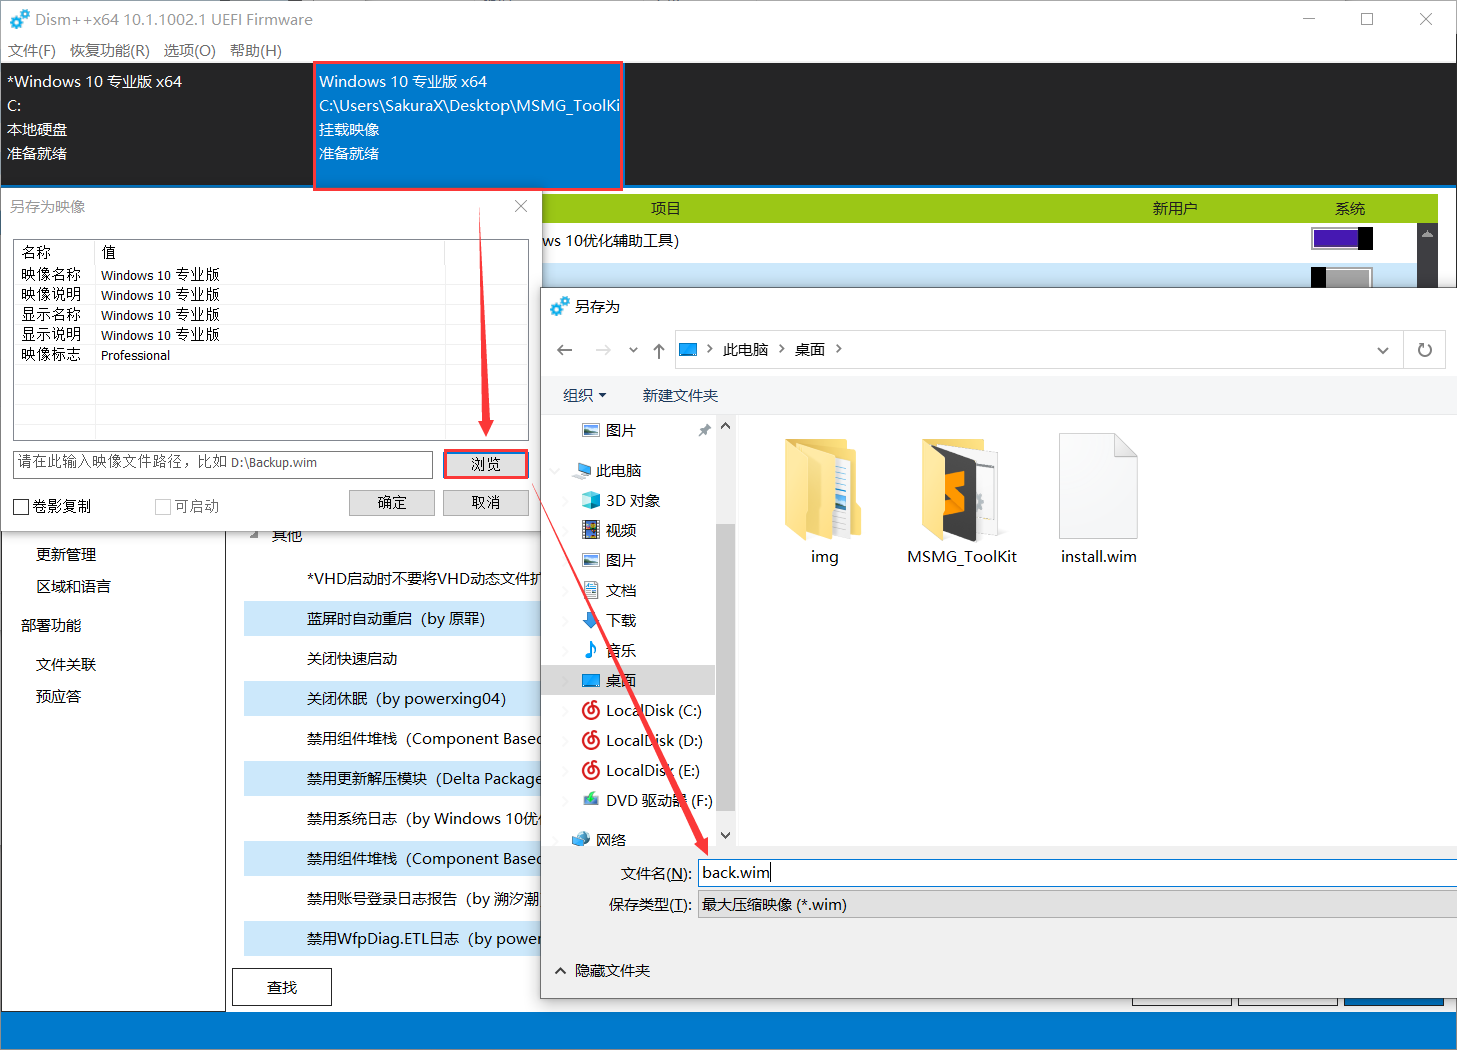 Dism++x64 10.1.1002.1 UEFI Firmware
文件(F) 恢复功能(R) 选项(O) 帮助(H)
*Windows 10 专业版 x64
C:
本地硬盘
准备就绪
Windows 10 专业版 x64
C:\Users\SakuraX\Desktop\MSMG_ToolKi
挂载映像
准备就绪
项目 新用户 系统
ws 10优化辅助工具)
另存为映像
名称 值
映像名称 Windows 10 专业版
映像说明 Windows 10 专业版
显示名称 Windows 10 专业版
显示说明 Windows 10 专业版
映像标志 Professional
请在此输入映像文件路径，比如 D:\Backup.wim
浏览
卷影复制 可启动 确定 取消
更新管理
区域和语言
部署功能
文件关联
预应答
其他
*VHD启动时不要将VHD动态文件扩
蓝屏时自动重启（by 原罪）
关闭快速启动
关闭休眠（by powerxing04）
禁用组件堆栈（Component Based
禁用更新解压模块（Delta Package
禁用系统日志（by Windows 10优
禁用组件堆栈（Component Based
禁用账号登录日志报告（by 溯汐潮
禁用WfpDiag.ETL日志（by power
查找
另存为
此电脑 桌面
组织 新建文件夹
图片
此电脑
3D 对象
视频
图片
文档
下载
音乐
桌面
LocalDisk (C:)
LocalDisk (D:)
LocalDisk (E:)
DVD 驱动器 (F:)
网络
img
MSMG_ToolKit
install.wim
文件名(N): back.wim
保存类型(T): 最大压缩映像 (*.wim)
隐藏文件夹